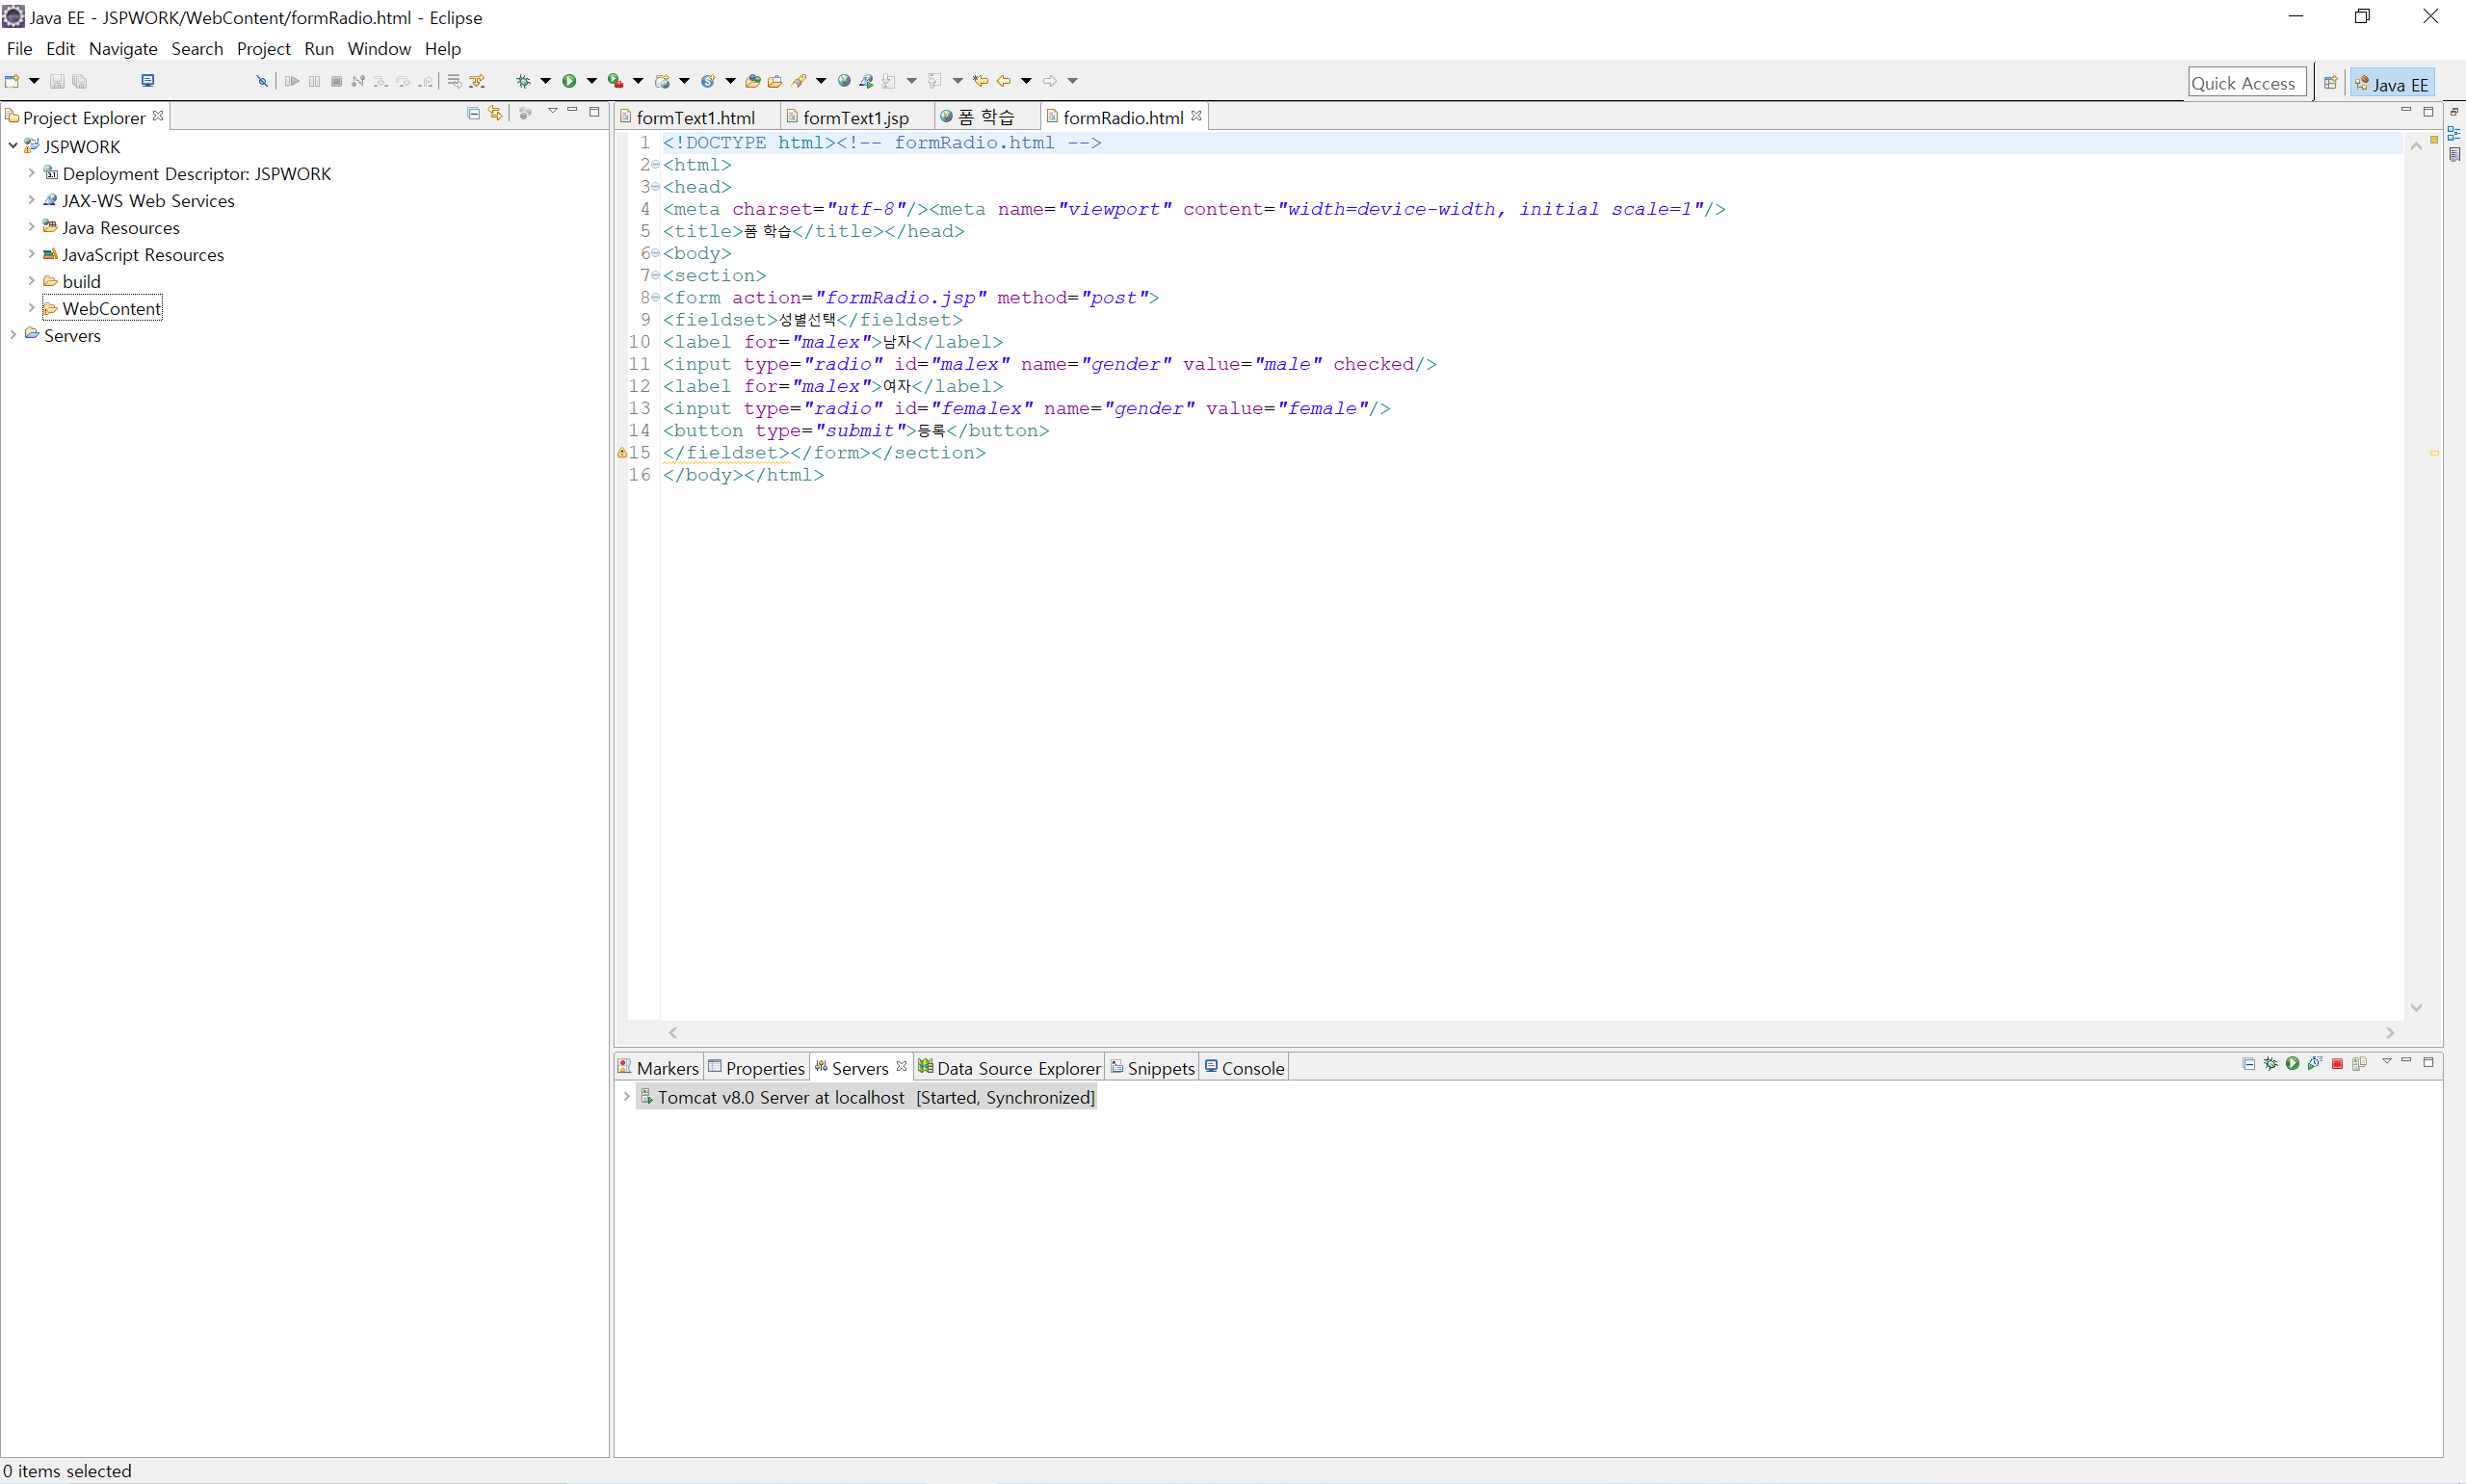 Java EE - JSPWORK/WebContent/formRadio.html - Eclipse
File Edit Navigate Search Project Run Window Help
Quick Access
Java EE
Project Explorer
JSPWORK
Deployment Descriptor: JSPWORK
JAX-WS Web Services
Java Resources
JavaScript Resources
build
WebContent
Servers
formText1.html formText1.jsp 폼 학습 formRadio.html
1 <!DOCTYPE html><!-- formRadio.html -->
2 <html>
3 <head>
4 <meta charset="utf-8"/><meta name="viewport" content="width=device-width, initial scale=1"/>
5 <title>폼 학습</title></head>
6 <body>
7 <section>
8 <form action="formRadio.jsp" method="post">
9 <fieldset>성별선택</fieldset>
10 <label for="malex">남자</label>
11 <input type="radio" id="malex" name="gender" value="male" checked/>
12 <label for="malex">여자</label>
13 <input type="radio" id="femalex" name="gender" value="female"/>
14 <button type="submit">등록</button>
15 </fieldset></form></section>
16 </body></html>
Markers Properties Servers Data Source Explorer Snippets Console
Tomcat v8.0 Server at localhost [Started, Synchronized]
0 items selected